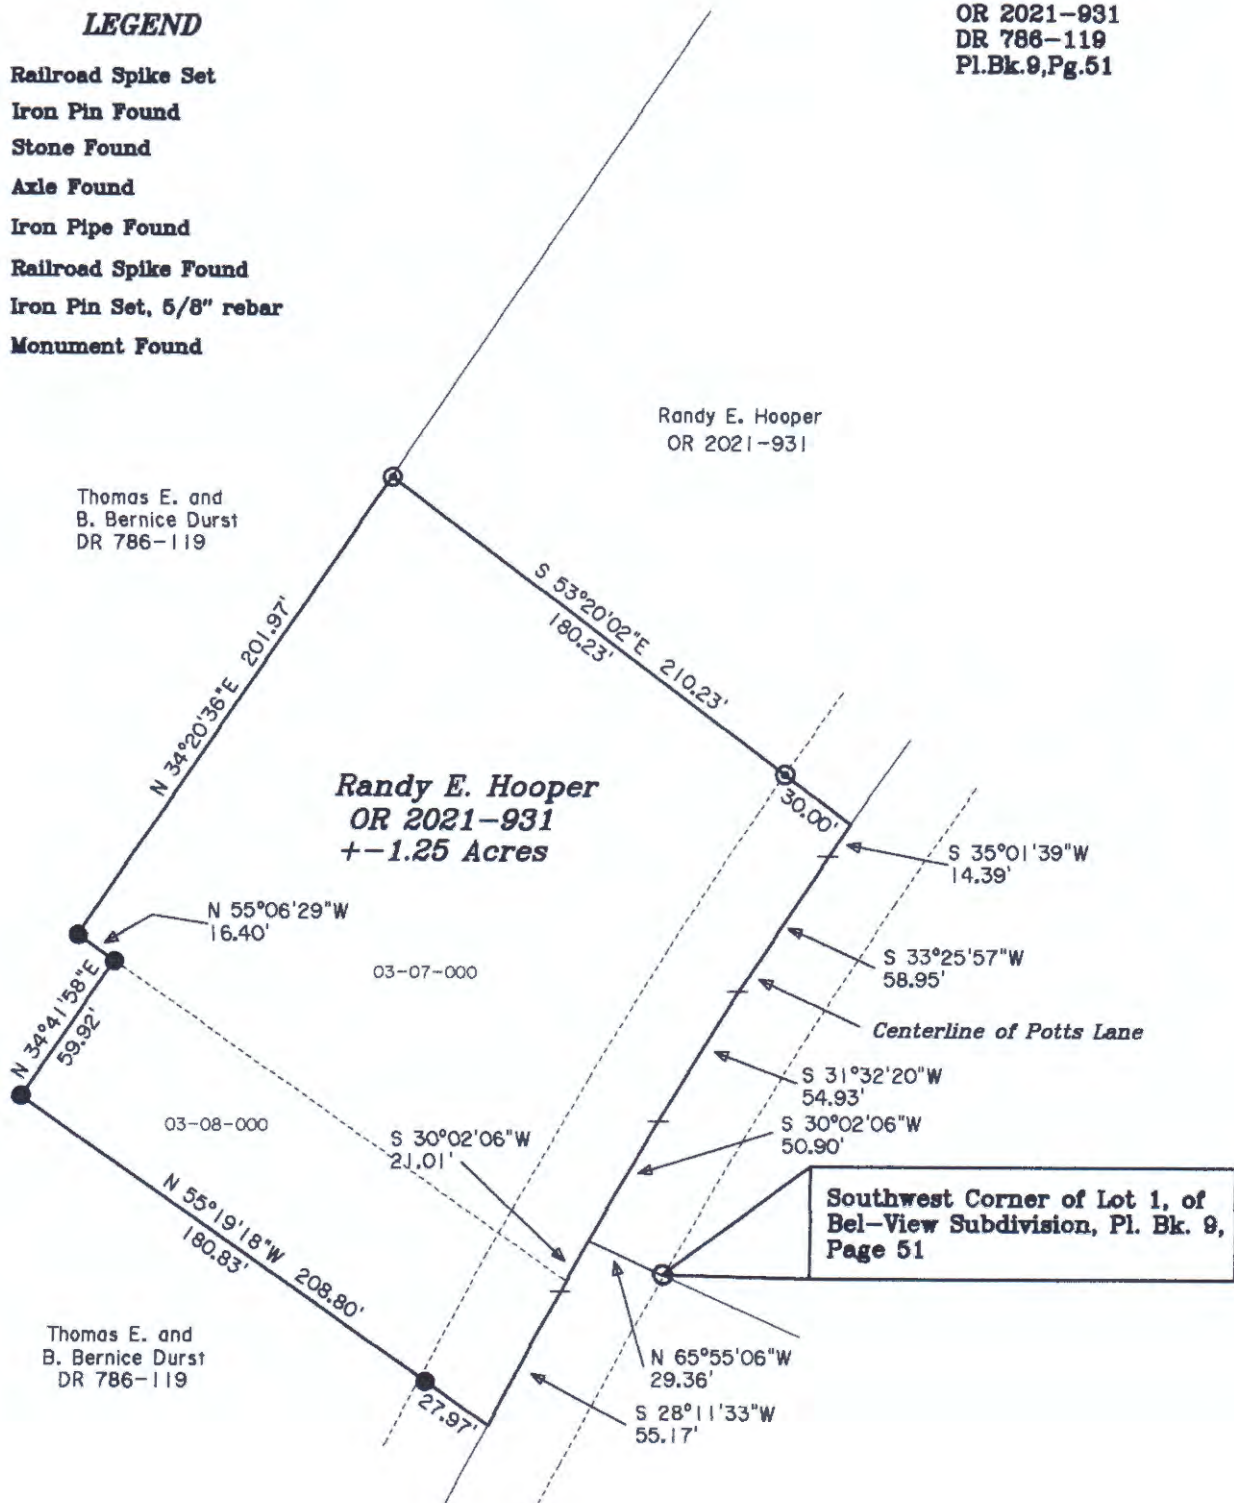 LEGEND
Railroad Spike Set
Iron Pin Found
Stone Found
Axle Found
Iron Pipe Found
Railroad Spike Found
Iron Pin Set, 5/8" rebar
Monument Found
OR 2021-931
DR 786-119
Pl.Bk.9,Pg.51
Randy E. Hooper
OR 2021-931
Thomas E. and
B. Bernice Durst
DR 786-119
S 53°20'02"E 210.23'
180.23'
30.00'
N 34°20'36"E 201.97'
Randy E. Hooper
OR 2021-931
+-1.25 Acres
S 35°01'39"W
14.39'
N 55°06'29"W
16.40'
03-07-000
S 33°25'57"W
58.95'
Centerline of Potts Lane
N 34°41'58"E
59.92'
S 31°32'20"W
54.93'
03-08-000
S 30°02'06"W
21.01'
S 30°02'06"W
50.90'
Southwest Corner of Lot 1, of
Bel-View Subdivision, Pl. Bk. 9,
Page 51
N 55°19'18"W 208.80'
180.83'
27.97'
Thomas E. and
B. Bernice Durst
DR 786-119
N 65°55'06"W
29.36'
S 28°11'33"W
55.17'